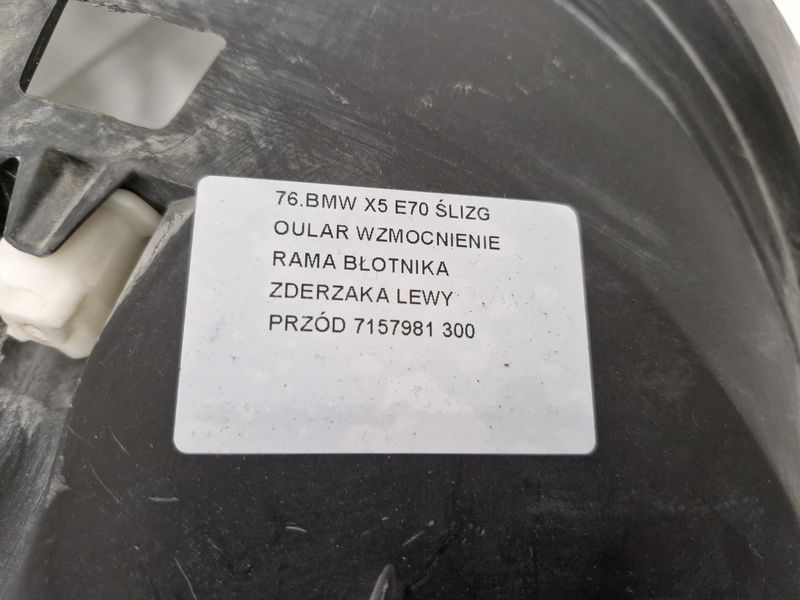 76.BMW X5 E70 ŚLIZG
OULAR WZMOCNIENIE
RAMA BŁOTNIKA
ZDERZAKA LEWY
PRZÓD 7157981 300